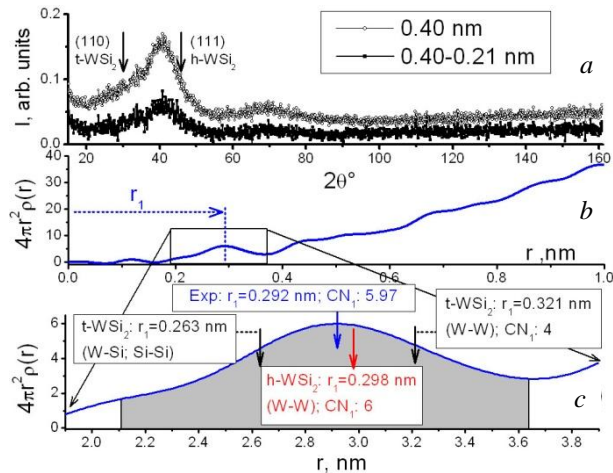 0.2
0.1
0.0
I, arb. units
(110)
t-WSi₂
(111)
h-WSi₂
0.40 nm
0.40-0.21 nm
a
20 40 60 80 100 120 140 160
2θ°
40
30
20
10
0
4πr²ρ(r)
r₁
b
0.0 0.2 0.4 0.6 0.8 1.0
r ,nm
Exp: r₁=0.292 nm; CN₁: 5.97
t-WSi₂: r₁=0.263 nm
(W-Si; Si-Si)
t-WSi₂: r₁=0.321 nm
(W-W); CN₁: 4
h-WSi₂: r₁=0.298 nm
(W-W); CN₁: 6
6
4
2
0
4πr²ρ(r)
c
2.0 2.2 2.4 2.6 2.8 3.0 3.2 3.4 3.6 3.8
r, nm